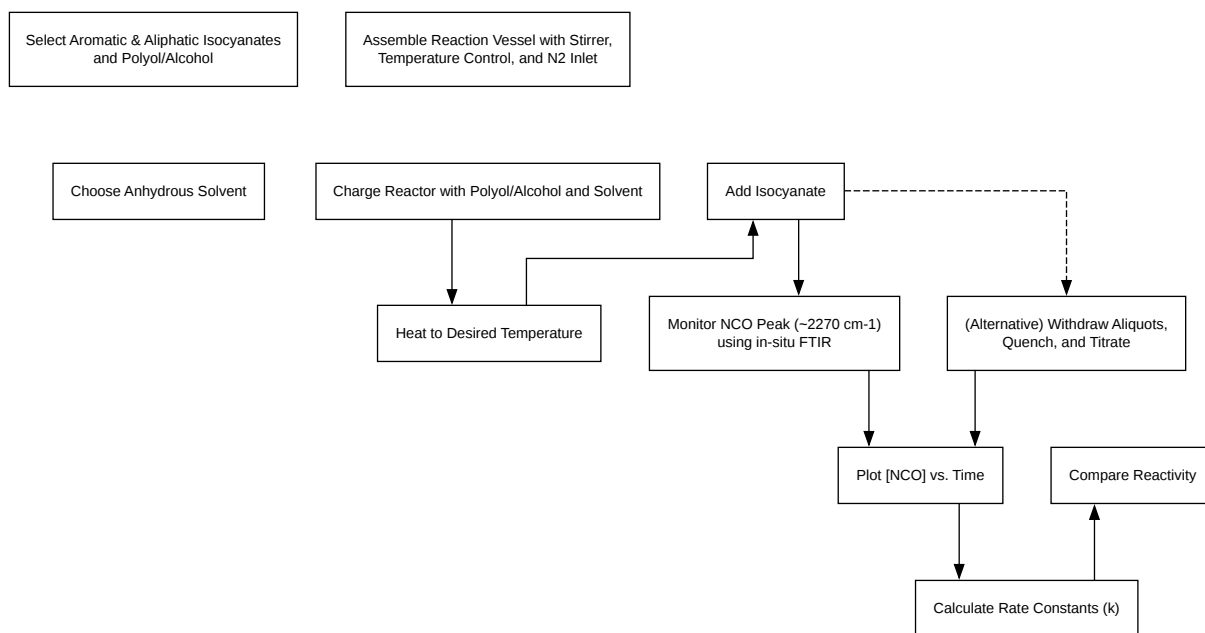 Select Aromatic & Aliphatic Isocyanates
and Polyol/Alcohol
Assemble Reaction Vessel with Stirrer,
Temperature Control, and N2 Inlet
Choose Anhydrous Solvent
Charge Reactor with Polyol/Alcohol and Solvent
Add Isocyanate
Heat to Desired Temperature
Monitor NCO Peak (~2270 cm-1)
using in-situ FTIR
(Alternative) Withdraw Aliquots,
Quench, and Titrate
Plot [NCO] vs. Time
Compare Reactivity
Calculate Rate Constants (k)